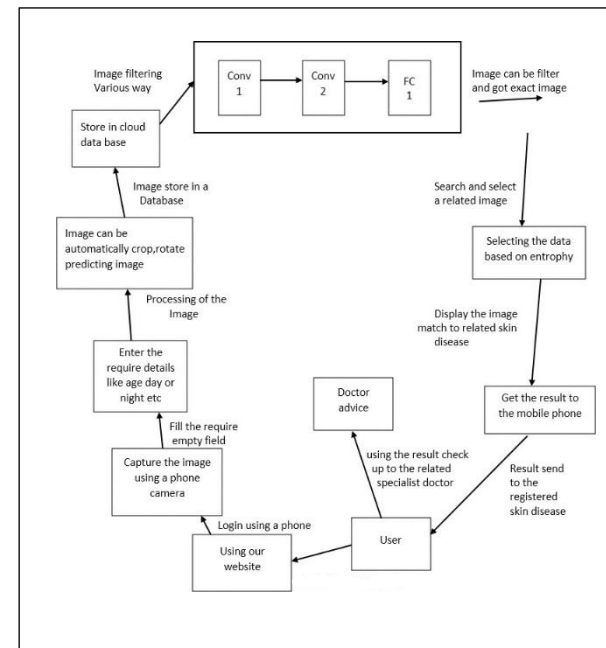 Image filtering
Various way
Conv
1
Conv
2
FC
1
Image can be filter
and got exact image
Store in cloud
data base
Image store in a
Database
Search and select
a related image
Image can be
automatically crop,rotate
predicting image
Selecting the data
based on entrophy
Processing of the
Image
Display the image
match to related skin
disease
Enter the
require details
like age day or
night etc
Doctor
advice
Get the result to
the mobile phone
Fill the require
empty field
using the result check
up to the related
specialist doctor
Result send
to the
registered
skin disease
Capture the image
using a phone
camera
Login using a phone
Using our
website
User